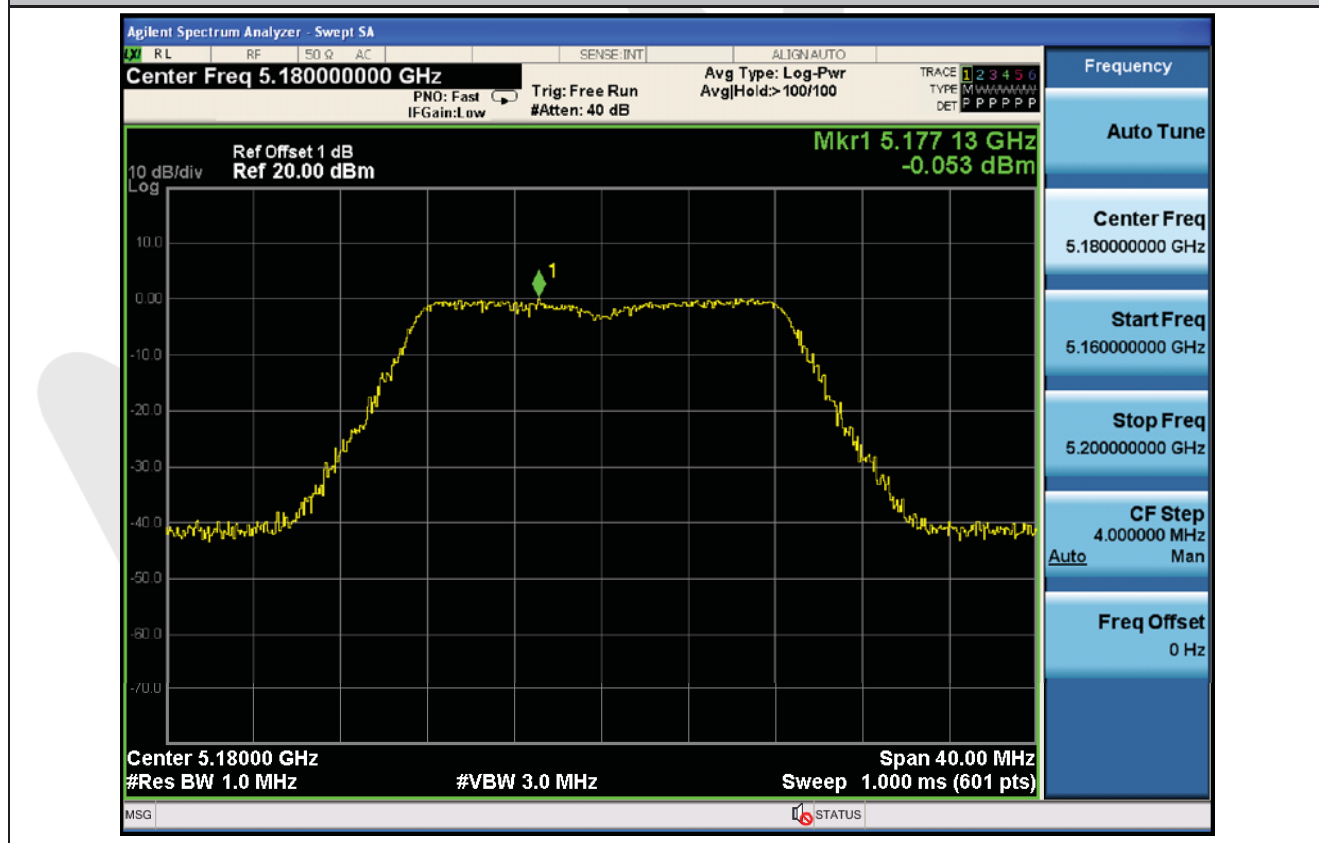 Agilent Spectrum Analyzer - Swept SA
LXI RL RF 50 Ω AC SENSE:INT ALIGN AUTO
Center Freq 5.180000000 GHz
PNO: Fast
IFGain:Low
Trig: Free Run
#Atten: 40 dB
Avg Type: Log-Pwr
Avg|Hold:>100/100
TRACE 1 2 3 4 5 6
TYPE M
DET P P P P P P
Mkr1 5.177 13 GHz
-0.053 dBm
Ref Offset 1 dB
10 dB/div Ref 20.00 dBm
Log
10.0
0.00
-10.0
-20.0
-30.0
-40.0
-50.0
-60.0
-70.0
1
Center 5.18000 GHz Span 40.00 MHz
#Res BW 1.0 MHz #VBW 3.0 MHz Sweep 1.000 ms (601 pts)
MSG STATUS
Frequency
Auto Tune
Center Freq
5.180000000 GHz
Start Freq
5.160000000 GHz
Stop Freq
5.200000000 GHz
CF Step
4.000000 MHz
Auto Man
Freq Offset
0 Hz